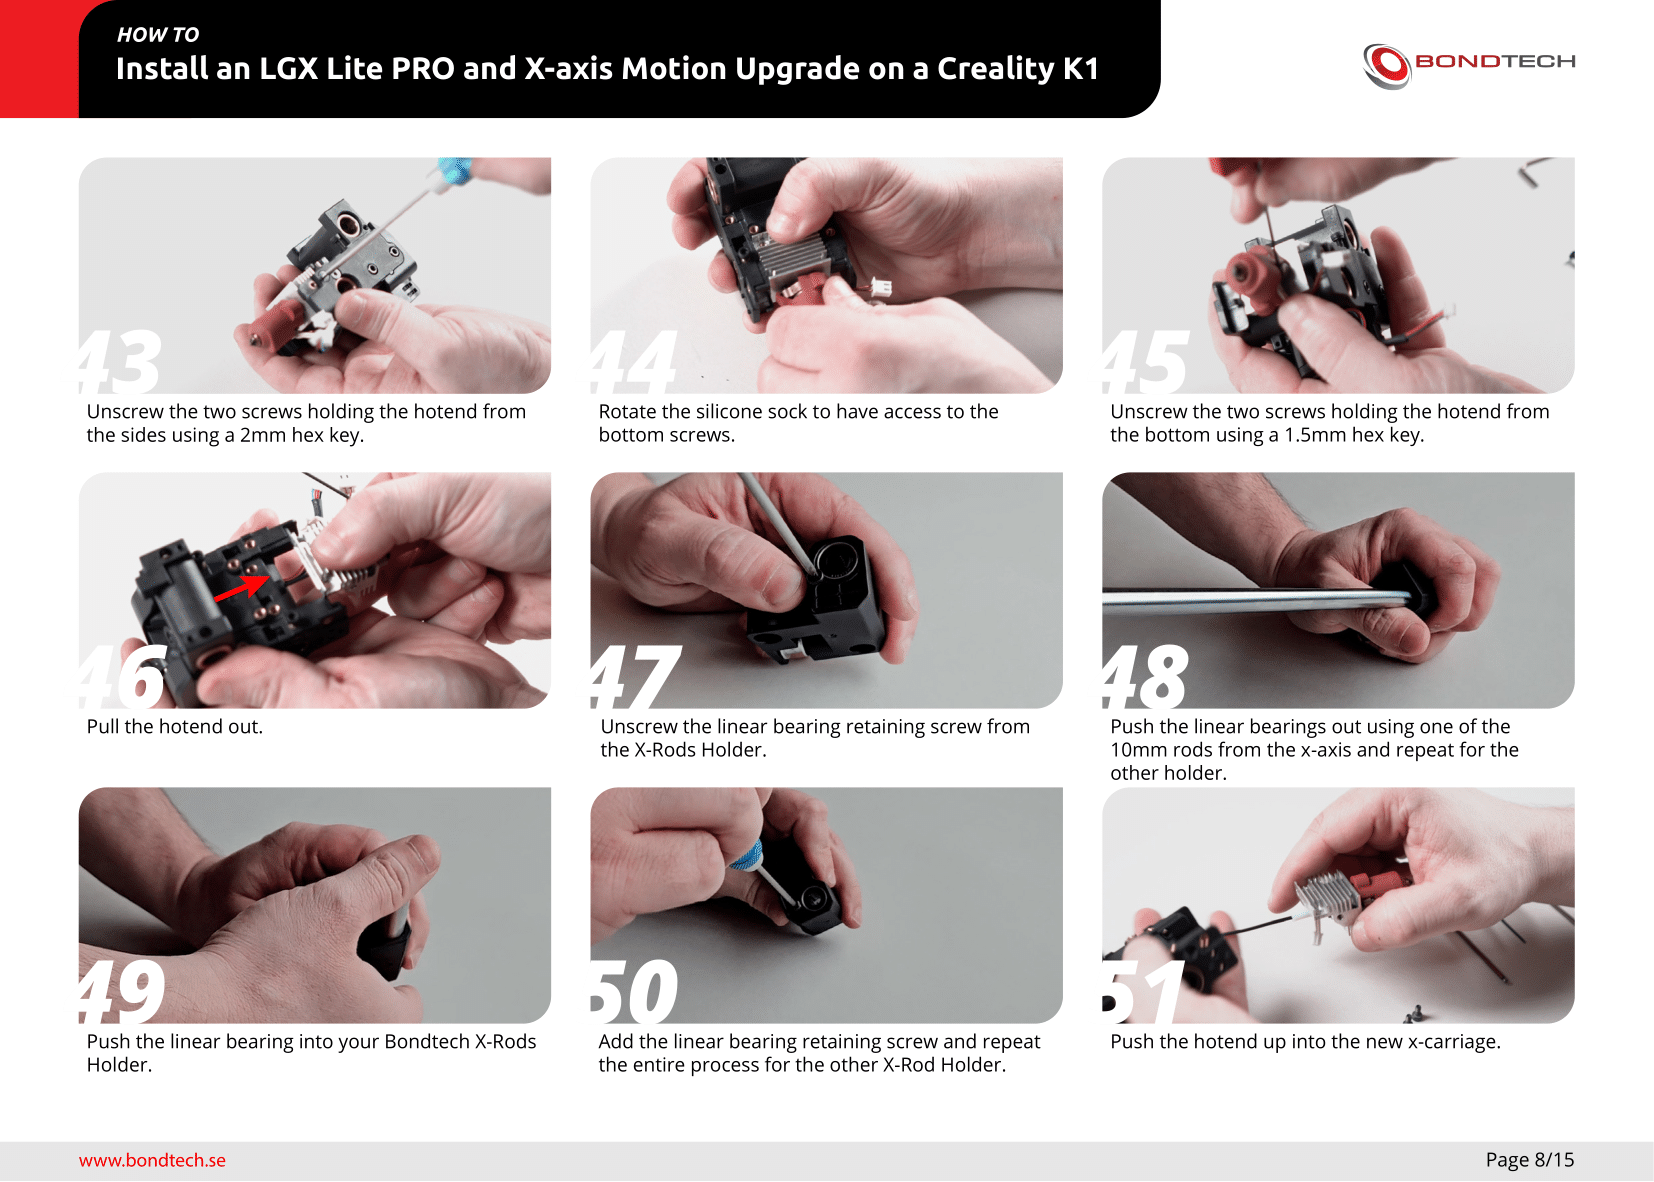 HOW TO
Install an LGX Lite PRO and X-axis Motion Upgrade on a Creality K1
BONDTECH
43
Unscrew the two screws holding the hotend from
the sides using a 2mm hex key.
44
Rotate the silicone sock to have access to the
bottom screws.
45
Unscrew the two screws holding the hotend from
the bottom using a 1.5mm hex key.
46
Pull the hotend out.
47
Unscrew the linear bearing retaining screw from
the X-Rods Holder.
48
Push the linear bearings out using one of the
10mm rods from the x-axis and repeat for the
other holder.
49
Push the linear bearing into your Bondtech X-Rods
Holder.
50
Add the linear bearing retaining screw and repeat
the entire process for the other X-Rod Holder.
51
Push the hotend up into the new x-carriage.
www.bondtech.se
Page 8/15